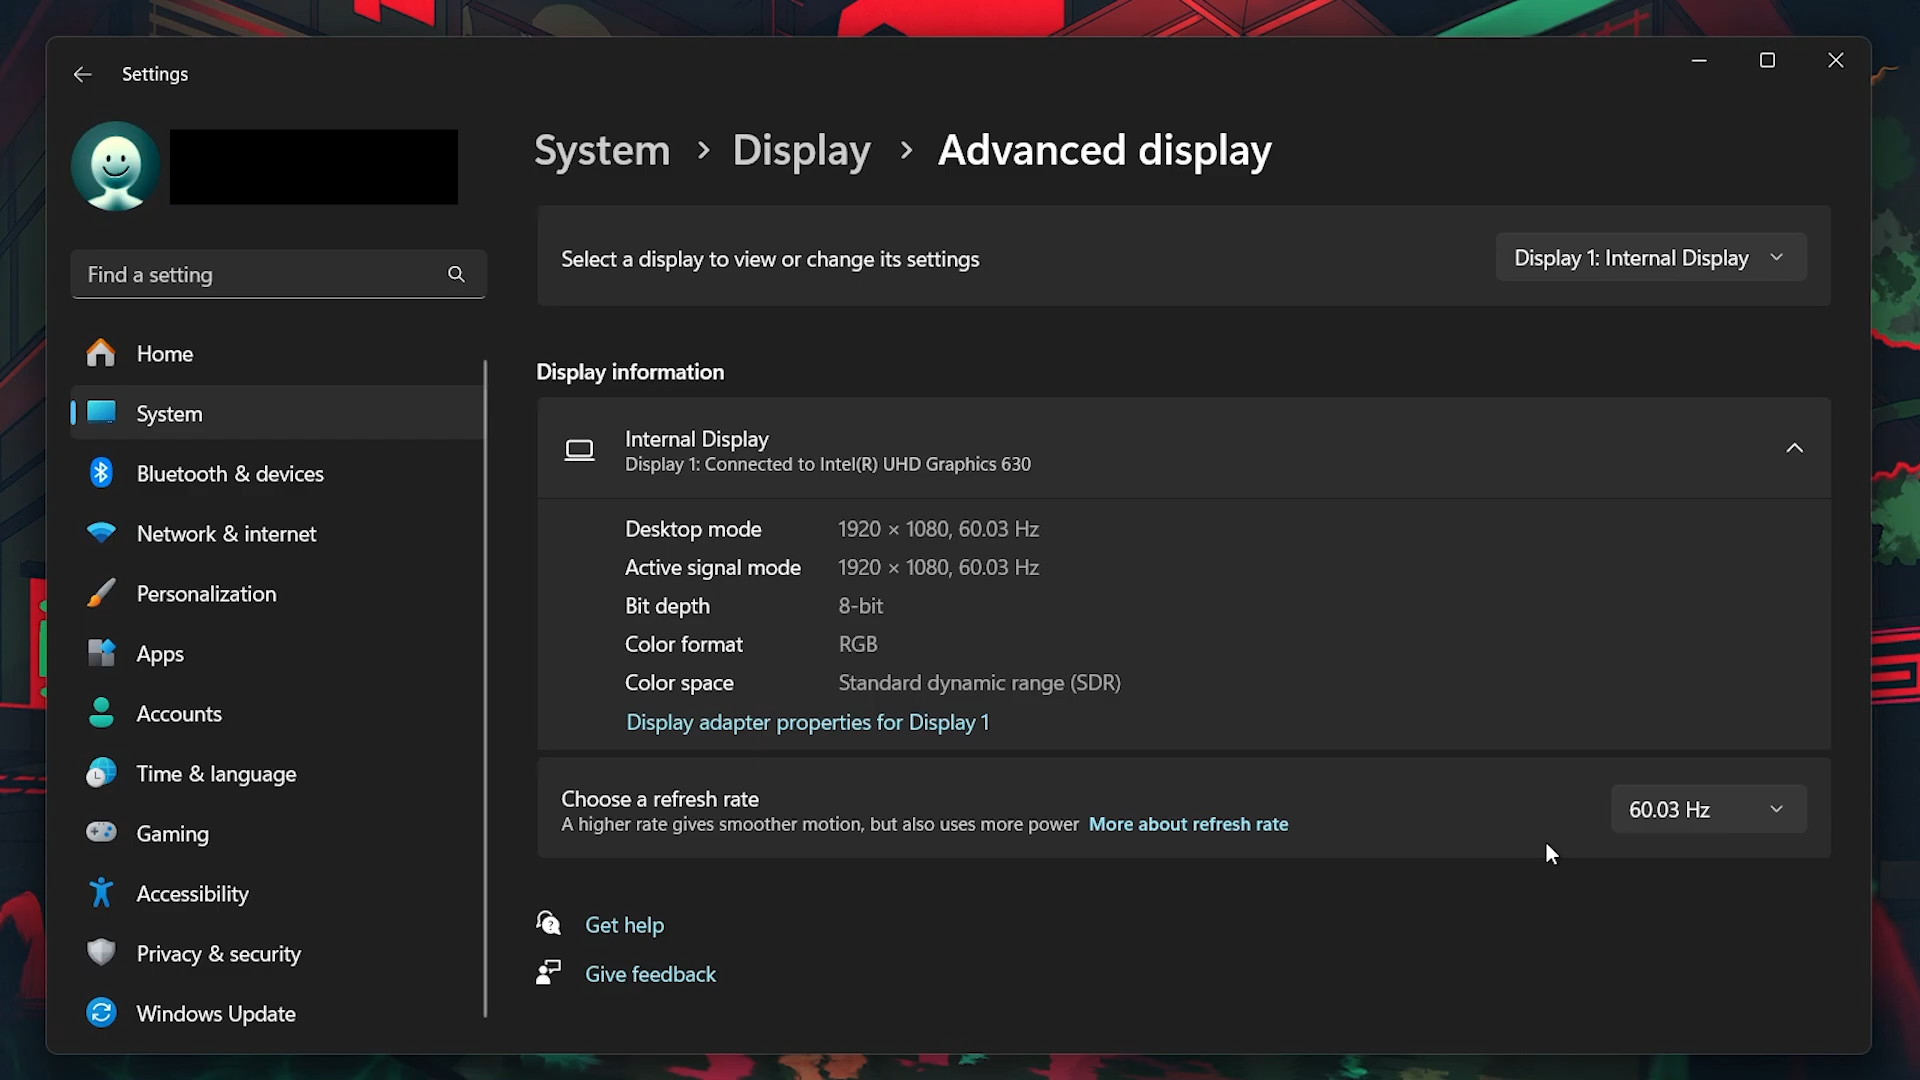 Settings
System > Display > Advanced display
Find a setting
Home
System
Bluetooth & devices
Network & internet
Personalization
Apps
Accounts
Time & language
Gaming
Accessibility
Privacy & security
Windows Update
Select a display to view or change its settings
Display 1: Internal Display
Display information
Internal Display
Display 1: Connected to Intel(R) UHD Graphics 630
Desktop mode 1920 × 1080, 60.03 Hz
Active signal mode 1920 × 1080, 60.03 Hz
Bit depth 8-bit
Color format RGB
Color space Standard dynamic range (SDR)
Display adapter properties for Display 1
Choose a refresh rate
A higher rate gives smoother motion, but also uses more power More about refresh rate
60.03 Hz
Get help
Give feedback